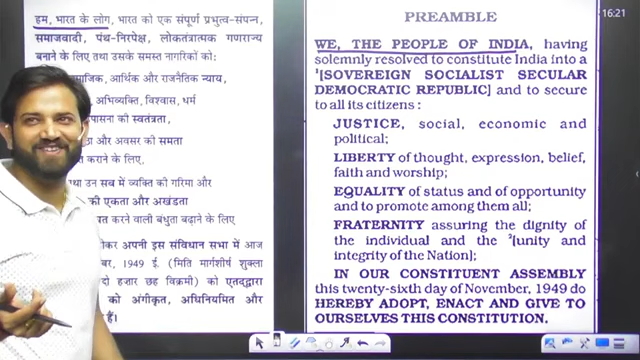 हम, भारत के लोग, भारत को एक संपूर्ण प्रभुत्व-संपन्न,
समाजवादी, पंथ-निरपेक्ष, लोकतंत्रात्मक गणराज्य
बनाने के लिए तथा उसके समस्त नागरिकों को:
आर्थिक और राजनैतिक न्याय,
अभिव्यक्ति, विश्वास, धर्म
की स्वतंत्रता,
और अवसर की समता
कराने के लिए,
उन सब में व्यक्ति की गरिमा और
की एकता और अखंडता
करने वाली बंधुता बढ़ाने के लिए
अपनी इस संविधान सभा में आज
1949 ई. (मिति मार्गशीर्ष शुक्ला
दो हजार छह विक्रमी) को एतद्द्वारा
को अंगीकृत, अधिनियमित और
16:21
PREAMBLE
WE, THE PEOPLE OF INDIA, having
solemnly resolved to constitute India into a
1[SOVEREIGN SOCIALIST SECULAR
DEMOCRATIC REPUBLIC] and to secure
to all its citizens :
JUSTICE, social, economic and
political;
LIBERTY of thought, expression, belief,
faith and worship;
EQUALITY of status and of opportunity
and to promote among them all;
FRATERNITY assuring the dignity of
the individual and the 2[unity and
integrity of the Nation];
IN OUR CONSTITUENT ASSEMBLY
this twenty-sixth day of November, 1949 do
HEREBY ADOPT, ENACT AND GIVE TO
OURSELVES THIS CONSTITUTION.